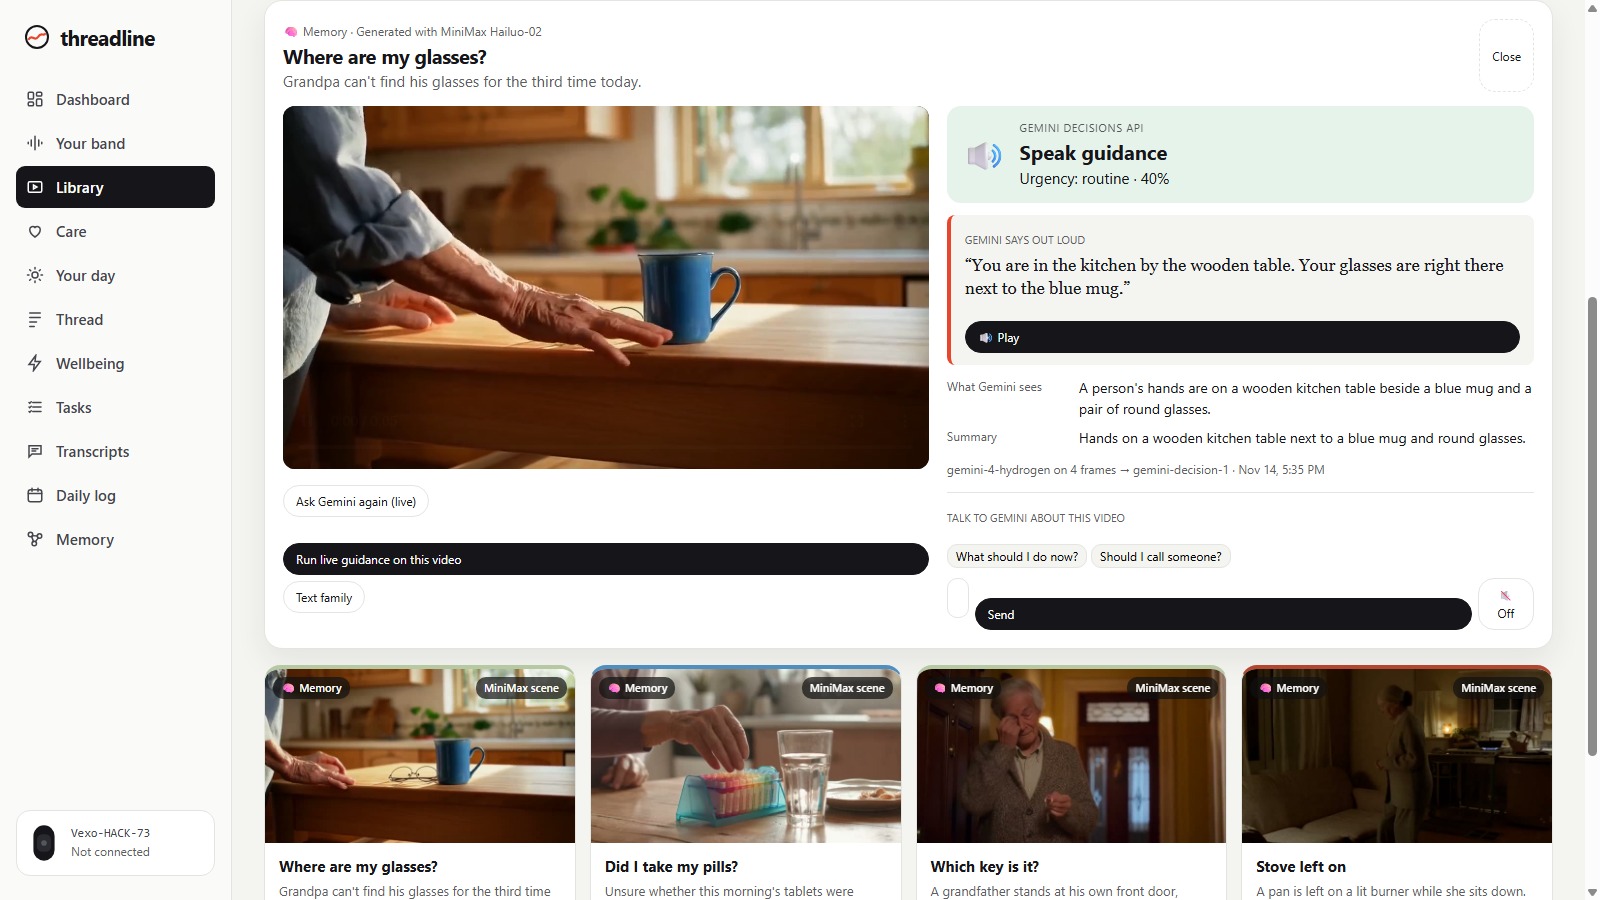 threadline
Dashboard
Your band
Library
Care
Your day
Thread
Wellbeing
Tasks
Transcripts
Daily log
Memory
Vexo-HACK-73
Not connected
Memory · Generated with MiniMax Hailuo-02
Where are my glasses?
Grandpa can't find his glasses for the third time today.
Close
Ask Gemini again (live)
Run live guidance on this video
Text family
GEMINI DECISIONS API
Speak guidance
Urgency: routine · 40%
GEMINI SAYS OUT LOUD
“You are in the kitchen by the wooden table. Your glasses are right there
next to the blue mug.”
Play
What Gemini sees
A person's hands are on a wooden kitchen table beside a blue mug and a
pair of round glasses.
Summary
Hands on a wooden kitchen table next to a blue mug and round glasses.
gemini-4-hydrogen on 4 frames → gemini-decision-1 · Nov 14, 5:35 PM
TALK TO GEMINI ABOUT THIS VIDEO
What should I do now?
Should I call someone?
Send
Off
Memory
MiniMax scene
Where are my glasses?
Grandpa can't find his glasses for the third time
Memory
MiniMax scene
Did I take my pills?
Unsure whether this morning's tablets were
Memory
MiniMax scene
Which key is it?
A grandfather stands at his own front door,
Memory
MiniMax scene
Stove left on
A pan is left on a lit burner while she sits down.